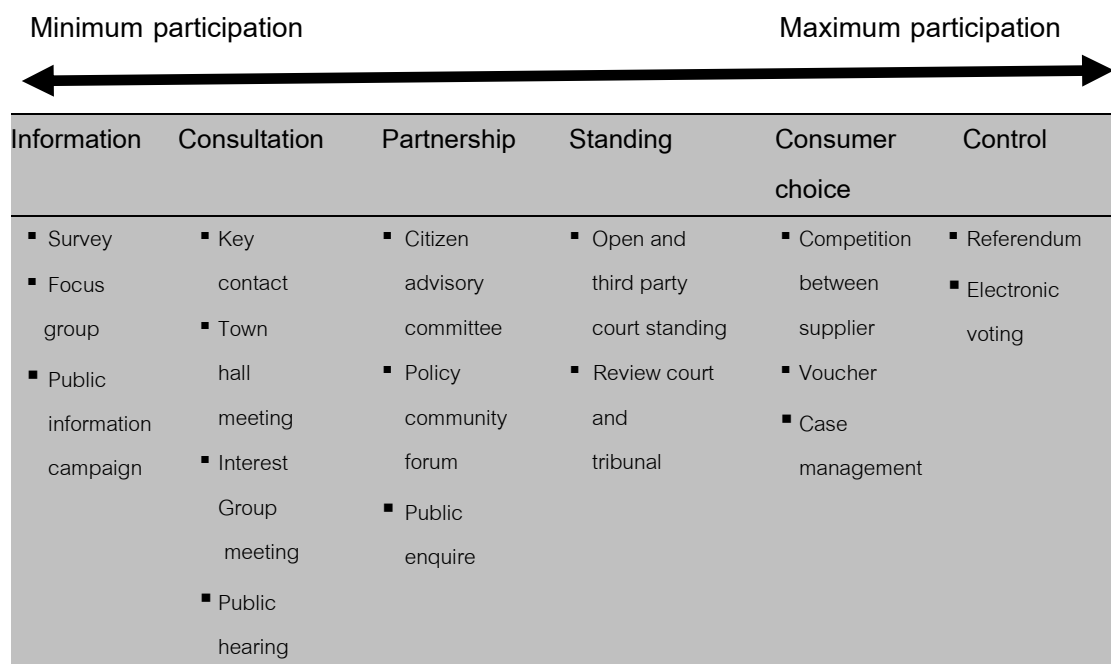 Minimum participation
Maximum participation
Information
Consultation
Partnership
Standing
Consumer
choice
Control
▪ Survey
▪ Focus
group
▪ Public
information
campaign
▪ Key
contact
▪ Town
hall
meeting
▪ Interest
Group
meeting
▪ Public
hearing
▪ Citizen
advisory
committee
▪ Policy
community
forum
▪ Public
enquire
▪ Open and
third party
court standing
▪ Review court
and
tribunal
▪ Competition
between
supplier
▪ Voucher
▪ Case
management
▪ Referendum
▪ Electronic
voting